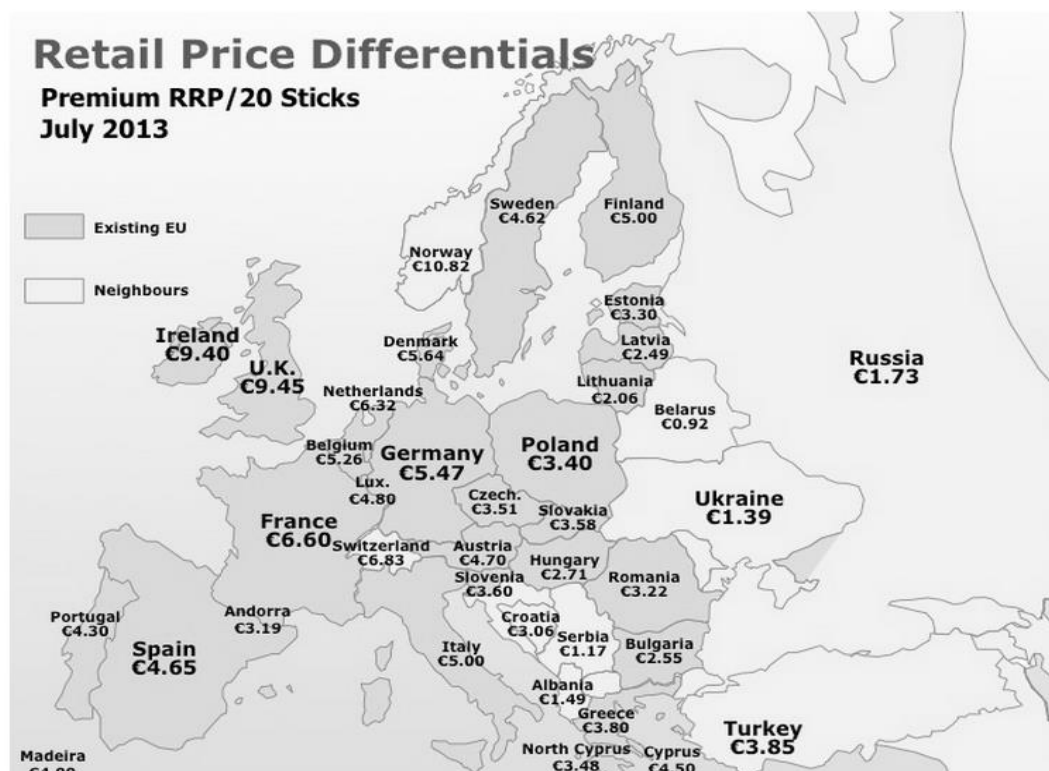 Retail Price Differentials
Premium RRP/20 Sticks
July 2013
Existing EU
Neighbours
Sweden
€4.62
Finland
€5.00
Norway
€10.82
Estonia
€3.30
Ireland
€9.40
Denmark
€5.64
Latvia
€2.49
Russia
€1.73
U.K.
€9.45
Netherlands
€6.32
Lithuania
€2.06
Belarus
€0.92
Belgium
€5.26
Germany
€5.47
Poland
€3.40
Lux.
€4.80
Czech.
€3.51
Slovakia
€3.58
Ukraine
€1.39
France
€6.60
Switzerland
€6.83
Austria
€4.70
Hungary
€2.71
Slovenia
€3.60
Romania
€3.22
Portugal
€4.30
Andorra
€3.19
Croatia
€3.06
Serbia
€1.17
Spain
€4.65
Italy
€5.00
Bulgaria
€2.55
Albania
€1.49
Greece
€3.80
Turkey
€3.85
Madeira
North Cyprus
€3.48
Cyprus
€4.50